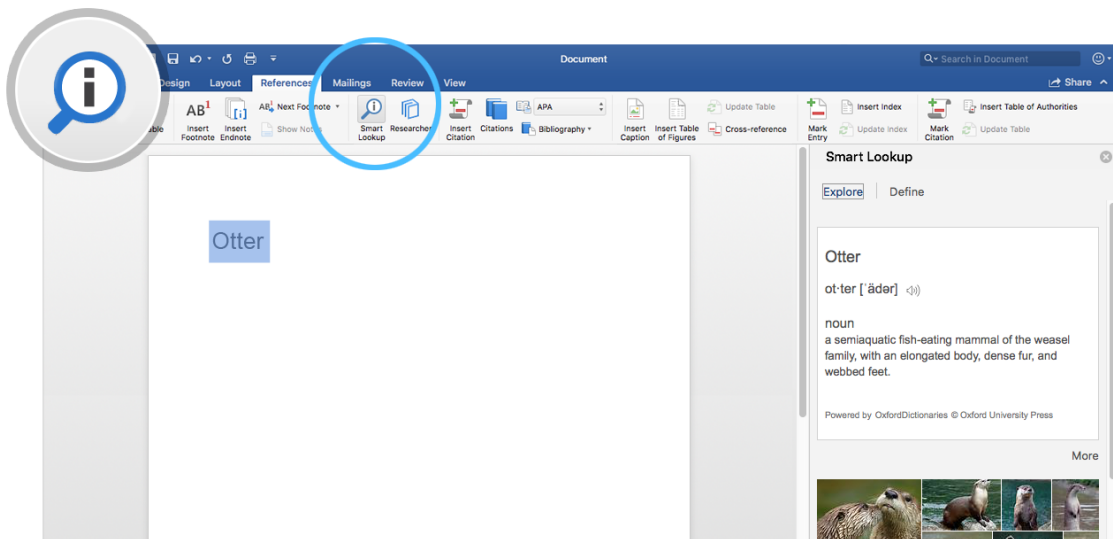 Document
Search in Document
Design Layout References Mailings Review View
Share
AB1 Next Footnote
Insert Footnote
Insert Endnote
Show Notes
Smart Lookup
Researcher
Insert Citation
Citations
APA
Bibliography
Insert Caption
Insert Table of Figures
Update Table
Cross-reference
Mark Entry
Insert Index
Update Index
Mark Citation
Insert Table of Authorities
Update Table
Smart Lookup
Explore Define
Otter
Otter
ot·ter [ˈädər]
noun
a semiaquatic fish-eating mammal of the weasel
family, with an elongated body, dense fur, and
webbed feet.
Powered by OxfordDictionaries © Oxford University Press
More